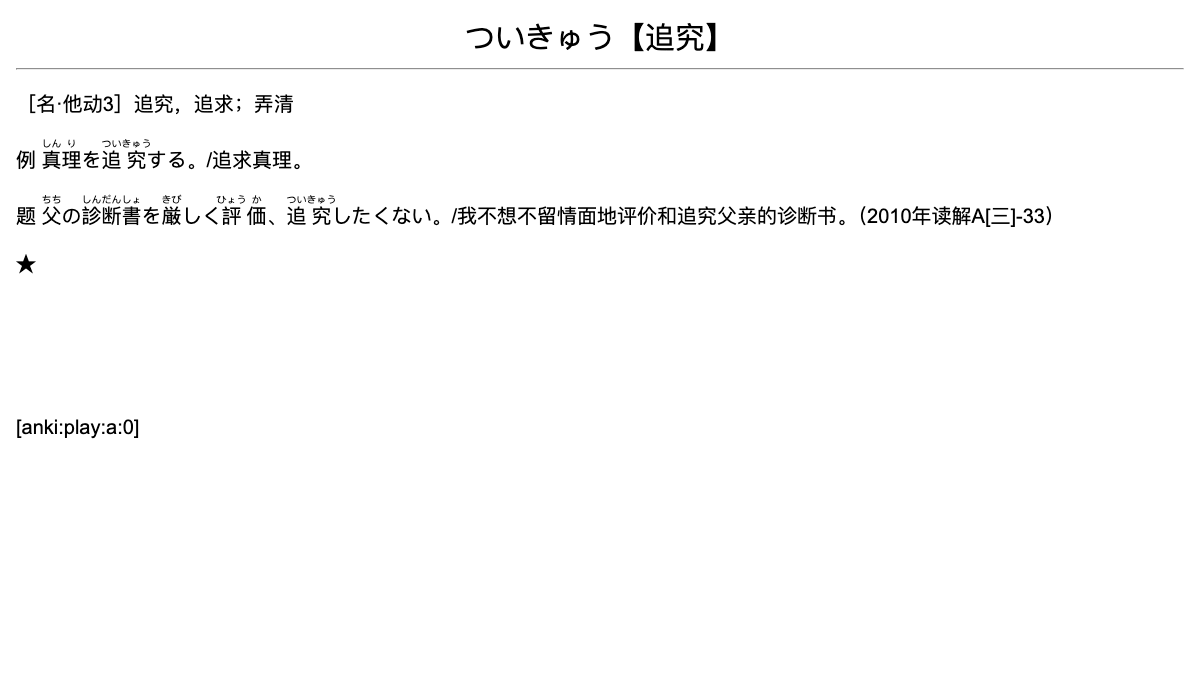 ついきゅう【追究】
［名·他动3］追究，追求；弄清
例 真理を追究する。/追求真理。
しん り ついきゅう
题 父の診断書を厳しく評価、追究したくない。/我不想不留情面地评价和追究父亲的诊断书。（2010年读解A[三]-33）
ちち しんだんしょ きび ひょう か ついきゅう
★
[anki:play:a:0]